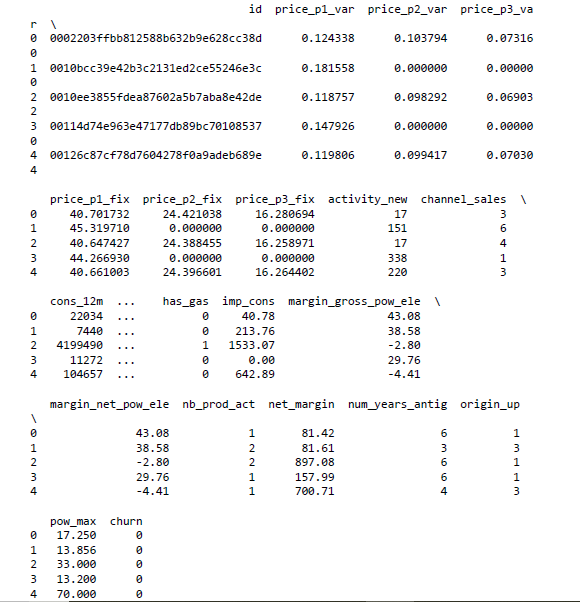 id price_p1_var price_p2_var price_p3_va
r \
0 0002203ffbb812588b632b9e628cc38d 0.124338 0.103794 0.07316
0
1 0010bcc39e42b3c2131ed2ce55246e3c 0.181558 0.000000 0.00000
0
2 0010ee3855fdea87602a5b7aba8e42de 0.118757 0.098292 0.06903
2
3 00114d74e963e47177db89bc70108537 0.147926 0.000000 0.00000
0
4 00126c87cf78d7604278f0a9adeb689e 0.119806 0.099417 0.07030
4
price_p1_fix price_p2_fix price_p3_fix activity_new channel_sales \
0 40.701732 24.421038 16.280694 17 3
1 45.319710 0.000000 0.000000 151 6
2 40.647427 24.388455 16.258971 17 4
3 44.266930 0.000000 0.000000 338 1
4 40.661003 24.396601 16.264402 220 3
cons_12m ... has_gas imp_cons margin_gross_pow_ele \
0 22034 ... 0 40.78 43.08
1 7440 ... 0 213.76 38.58
2 4199490 ... 1 1533.07 -2.80
3 11272 ... 0 0.00 29.76
4 104657 ... 0 642.89 -4.41
margin_net_pow_ele nb_prod_act net_margin num_years_antig origin_up
\
0 43.08 1 81.42 6 1
1 38.58 2 81.61 3 3
2 -2.80 2 897.08 6 1
3 29.76 1 157.99 6 1
4 -4.41 1 700.71 4 3
pow_max churn
0 17.250 0
1 13.856 0
2 33.000 0
3 13.200 0
4 70.000 0